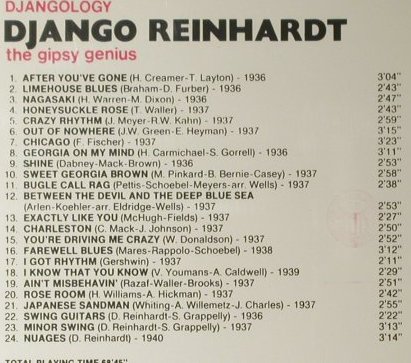 DJANGOLOGY
DJANGO REINHARDT
the gipsy genius
1. AFTER YOU'VE GONE (H. Creamer-T. Layton) - 1936 3'04"
2. LIMEHOUSE BLUES (Braham-D. Furber) - 1936 2'43"
3. NAGASAKI (H. Warren-M. Dixon) - 1936 2'47"
4. HONEYSUCKLE ROSE (T. Waller) - 1937 2'43"
5. CRAZY RHYTHM (J. Meyer-R.W. Kahn) - 1937 2'59"
6. OUT OF NOWHERE (J.W. Green-E. Heyman) - 1937 3'15"
7. CHICAGO (F. Fischer) - 1937 3'23"
8. GEORGIA ON MY MIND (H. Carmichael-S. Gorrell) - 1936 3'11"
9. SHINE (Dabney-Mack-Brown) - 1936 2'53"
10. SWEET GEORGIA BROWN (M. Pinkard-B. Bernie-Casey) - 1937 2'58"
11. BUGLE CALL RAG (Pettis-Schoebel-Meyers-arr. Wells) - 1937 2'38"
12. BETWEEN THE DEVIL AND THE DEEP BLUE SEA
(Arlen-Koehler-arr. Eldridge-Wells) - 1937 2'53"
13. EXACTLY LIKE YOU (McHugh-Fields) - 1937 2'27"
14. CHARLESTON (C. Mack-J. Johnson) - 1937 2'50"
15. YOU'RE DRIVING ME CRAZY (W. Donaldson) - 1937 2'52"
16. FAREWELL BLUES (Mares-Rappolo-Schoebel) - 1938 3'12"
17. I GOT RHYTHM (Gershwin) - 1937 2'11"
18. I KNOW THAT YOU KNOW (V. Youmans-A. Caldwell) - 1939 2'29"
19. AIN'T MISBEHAVIN' (Razaf-Waller-Brooks) - 1937 2'51"
20. ROSE ROOM (H. Williams-A. Hickman) - 1937 2'42"
21. JAPANESE SANDMAN (Whiting-A. Willemetz-J. Charles) - 1937 2'55"
22. SWING GUITARS (D. Reinhardt-S. Grappelly) - 1936 2'22"
23. MINOR SWING (D. Reinhardt-S. Grappelly) - 1937 3'13"
24. NUAGES (D. Reinhardt) - 1940 3'14"
TOTAL PLAYING TIME 68'45"